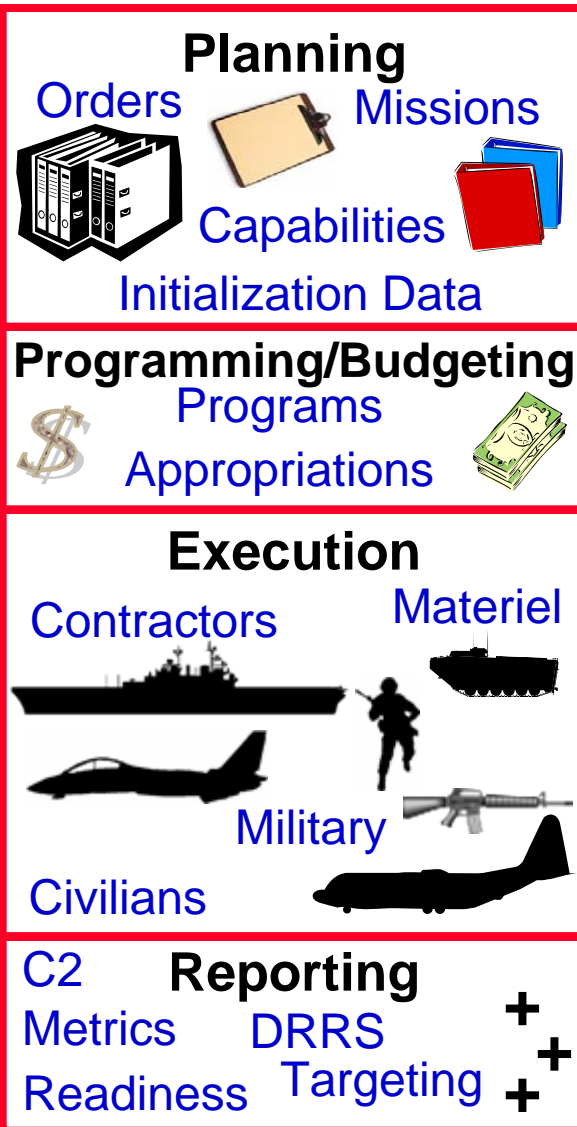 Planning
Orders
Missions
Capabilities
Initialization Data
Programming/Budgeting
Programs
Appropriations
Execution
Contractors
Materiel
Military
Civilians
C2
Reporting
Metrics
DRRS
Readiness
Targeting
+
+
+